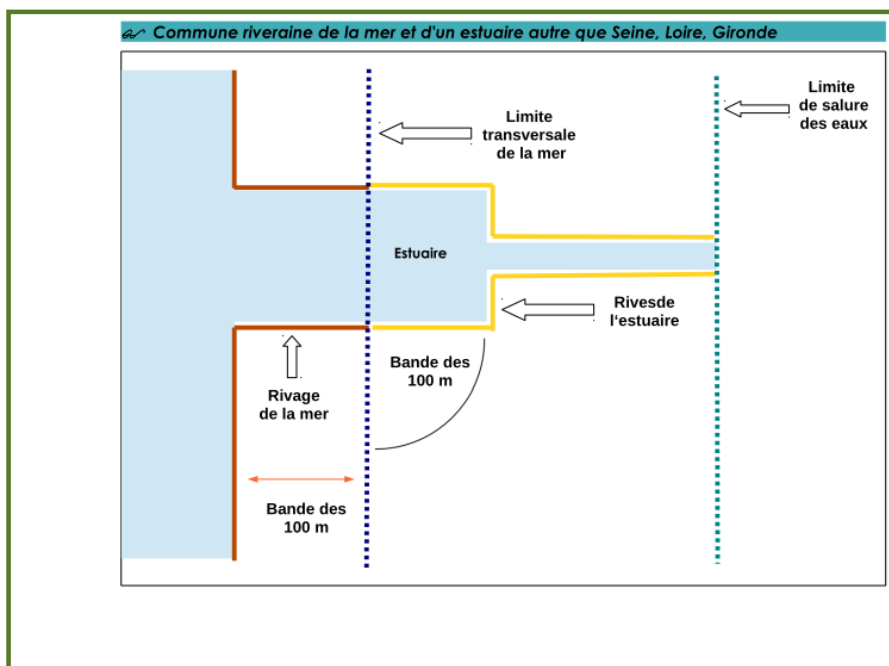 Commune riveraine de la mer et d'un estuaire autre que Seine, Loire, Gironde
Limite
transversale
de la mer
Limite
de salure
des eaux
Estuaire
Rivesde
l'estuaire
Bande des
100 m
Rivage
de la mer
Bande des
100 m